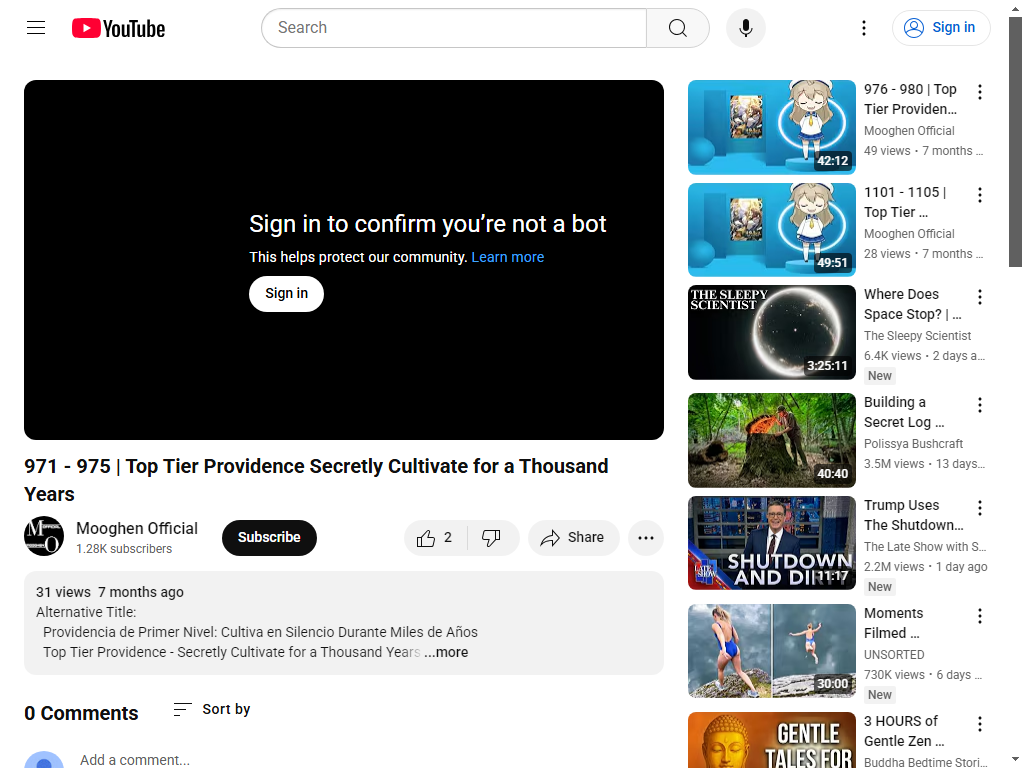 YouTube
Search
Sign in
Sign in to confirm you’re not a bot
This helps protect our community. Learn more
Sign in
971 - 975 | Top Tier Providence Secretly Cultivate for a Thousand
Years
Mooghen Official
1.28K subscribers
Subscribe
2
Share
31 views 7 months ago
Alternative Title:
Providencia de Primer Nivel: Cultiva en Silencio Durante Miles de Años
Top Tier Providence - Secretly Cultivate for a Thousand Years ...more
0 Comments
Sort by
Add a comment...
42:12
976 - 980 | Top
Tier Providen...
Mooghen Official
49 views • 7 months ...
49:51
1101 - 1105 |
Top Tier ...
Mooghen Official
28 views • 7 months ...
THE SLEEPY
SCIENTIST
3:25:11
Where Does
Space Stop? | ...
The Sleepy Scientist
6.4K views • 2 days a...
New
40:40
Building a
Secret Log ...
Polissya Bushcraft
3.5M views • 13 days...
LATE SHOW
SHUTDOWN
AND DI
11:17
Trump Uses
The Shutdown...
The Late Show with S...
2.2M views • 1 day ago
New
30:00
Moments
Filmed ...
UNSORTED
730K views • 6 days ...
New
GENTLE
TALES FOR
3 HOURS of
Gentle Zen ...
Buddha Bedtime Stori...